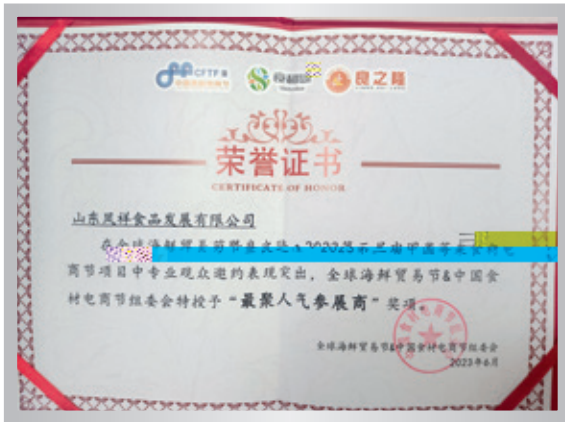 CFTF
良之隆
荣誉证书
CERTIFICATE OF HONOR
山东凤祥食品发展有限公司
商节项目中专业观众邀约表现突出，全球海鲜贸易节&中国食
材电商节组委会特授予“最聚人气参展商”奖项。
全球海鲜贸易节&中国食材电商节组委会
2023年6月